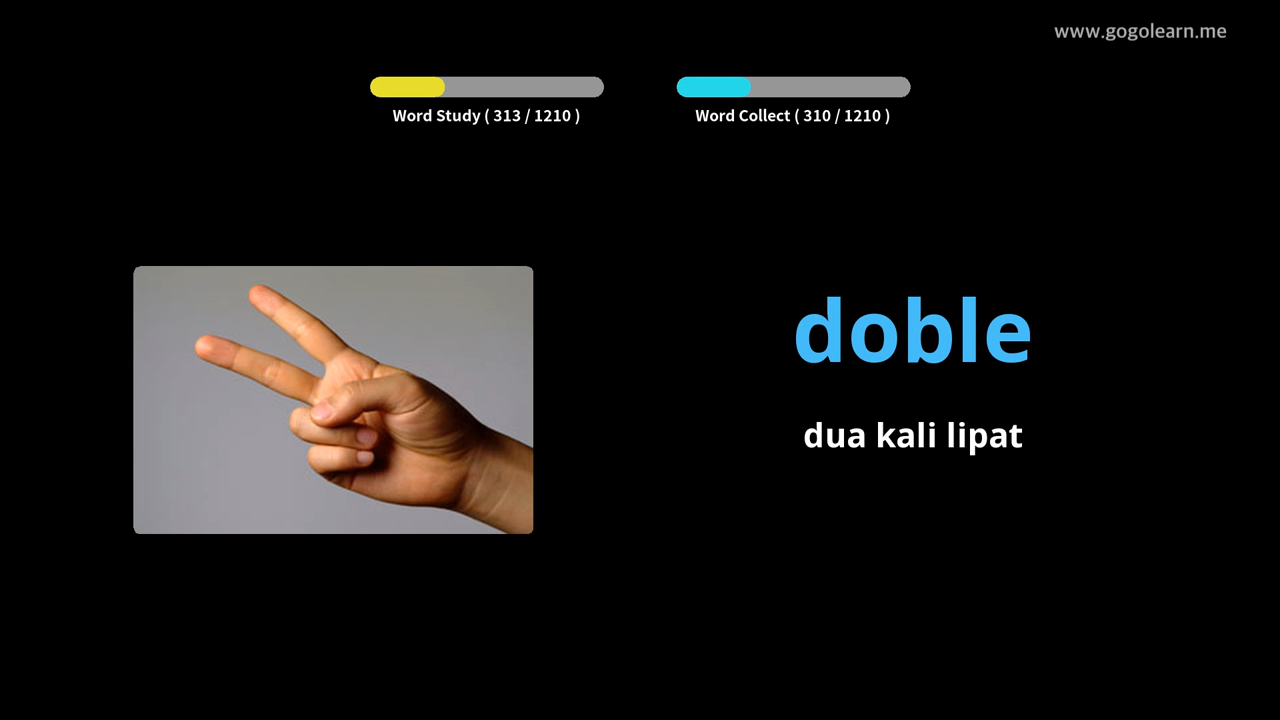 www.gogolearn.me
Word Study ( 313 / 1210 )
Word Collect ( 310 / 1210 )
doble
dua kali lipat